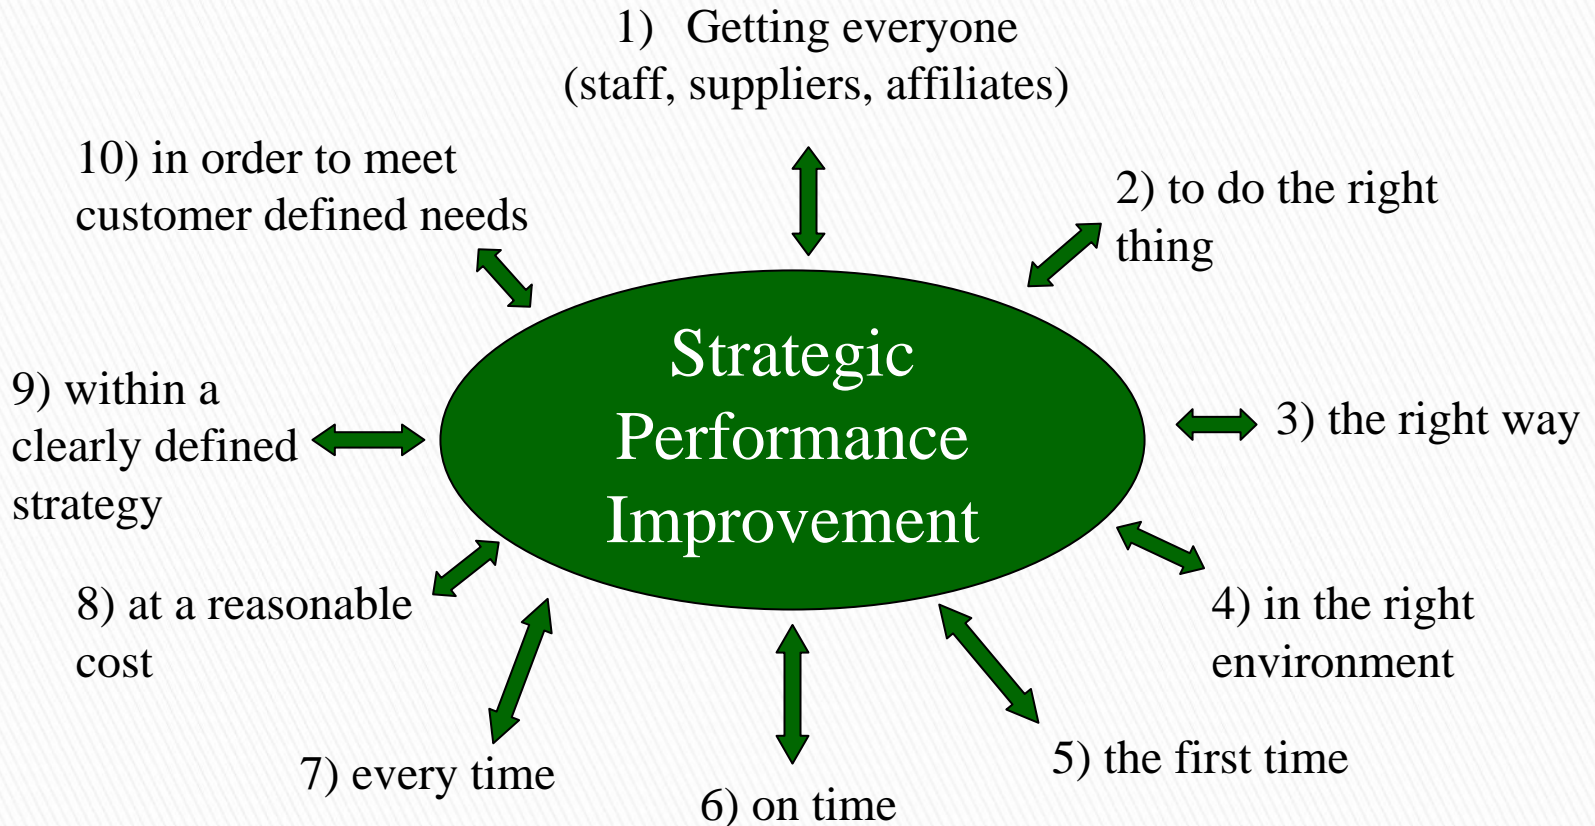 1) Getting everyone
(staff, suppliers, affiliates)
2) to do the right
thing
3) the right way
4) in the right
environment
5) the first time
6) on time
7) every time
8) at a reasonable
cost
9) within a
clearly defined
strategy
10) in order to meet
customer defined needs
Strategic
Performance
Improvement